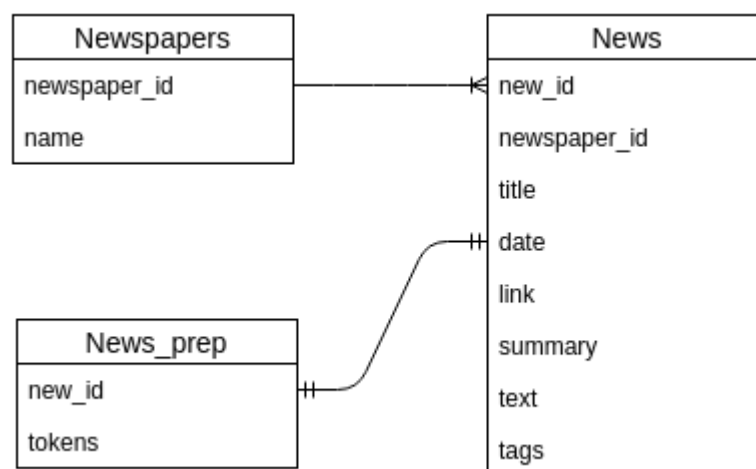 Newspapers
newspaper_id
name
News
new_id
newspaper_id
title
date
link
summary
text
tags
News_prep
new_id
tokens